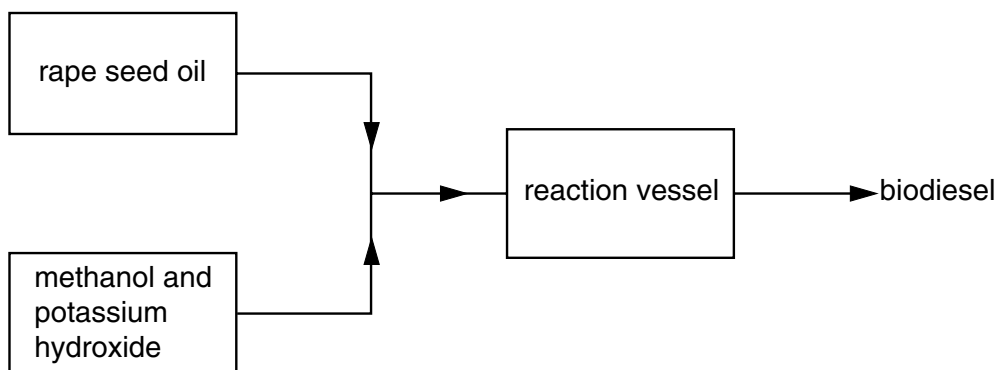 rape seed oil
methanol and
potassium
hydroxide
reaction vessel
biodiesel